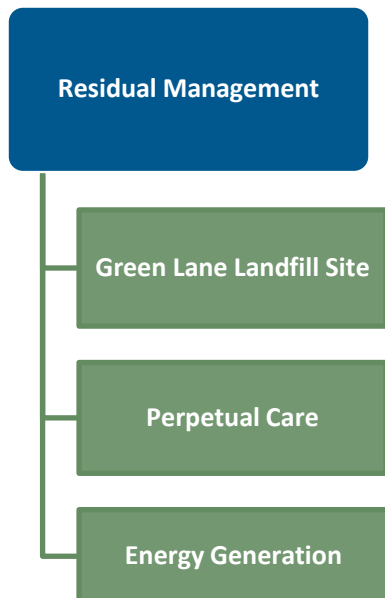 Residual Management
Green Lane Landfill Site
Perpetual Care
Energy Generation